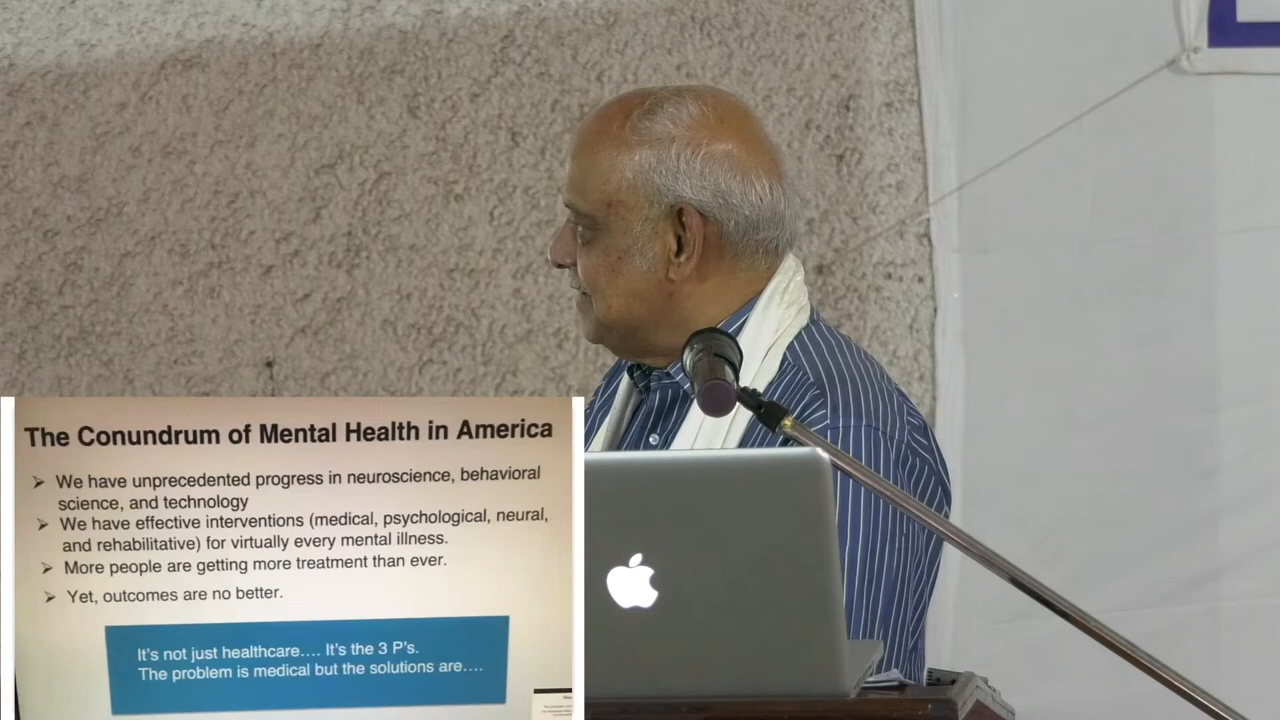 The Conundrum of Mental Health in America
➢ We have unprecedented progress in neuroscience, behavioral
science, and technology
➢ We have effective interventions (medical, psychological, neural,
and rehabilitative) for virtually every mental illness.
➢ More people are getting more treatment than ever.
➢ Yet, outcomes are no better.
It's not just healthcare.... It's the 3 P's.
The problem is medical but the solutions are....